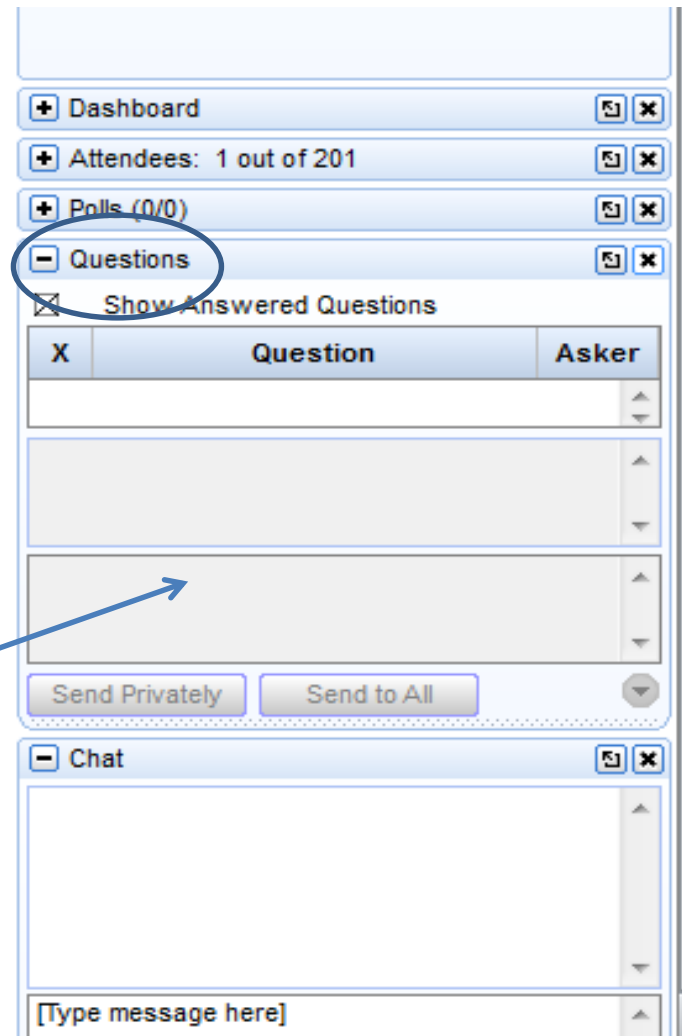 Dashboard
Attendees: 1 out of 201
Polls (0/0)
Questions
Show Answered Questions
X Question Asker
Send Privately Send to All
Chat
[Type message here]